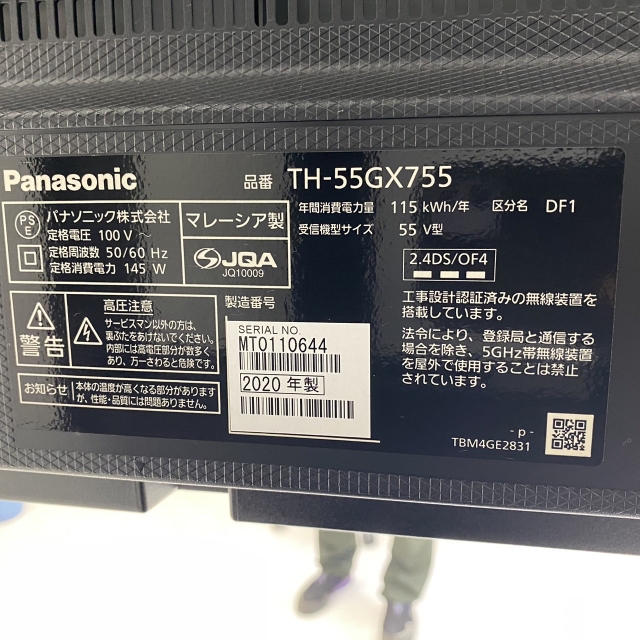 Panasonic 品番 TH-55GX755
年間消費電力量 115 kWh/年 区分名 DF1
受信機型サイズ 55 V型
PS E
パナソニック株式会社
定格電圧 100 V ～
定格周波数 50/60 Hz
定格消費電力 145 W
マレーシア製
JQA
JQ10009
2.4DS/OF4
工事設計認証済みの無線装置を
搭載しています。
法令により、登録局と通信する
場合を除き、5GHz帯無線装置
を屋外で使用することは禁止
されています。
警告
高圧注意
サービスマン以外の方は、
裏ぶたをあけないでください。
内部には高電圧部分が数多く
あり、万一さわると危険です。
お知らせ
本体の温度が高くなる部分があります
が、性能・品質には問題ありません。
製造番号
SERIAL NO.
MT0110644
2020 年製
- p -
TBM4GE2831